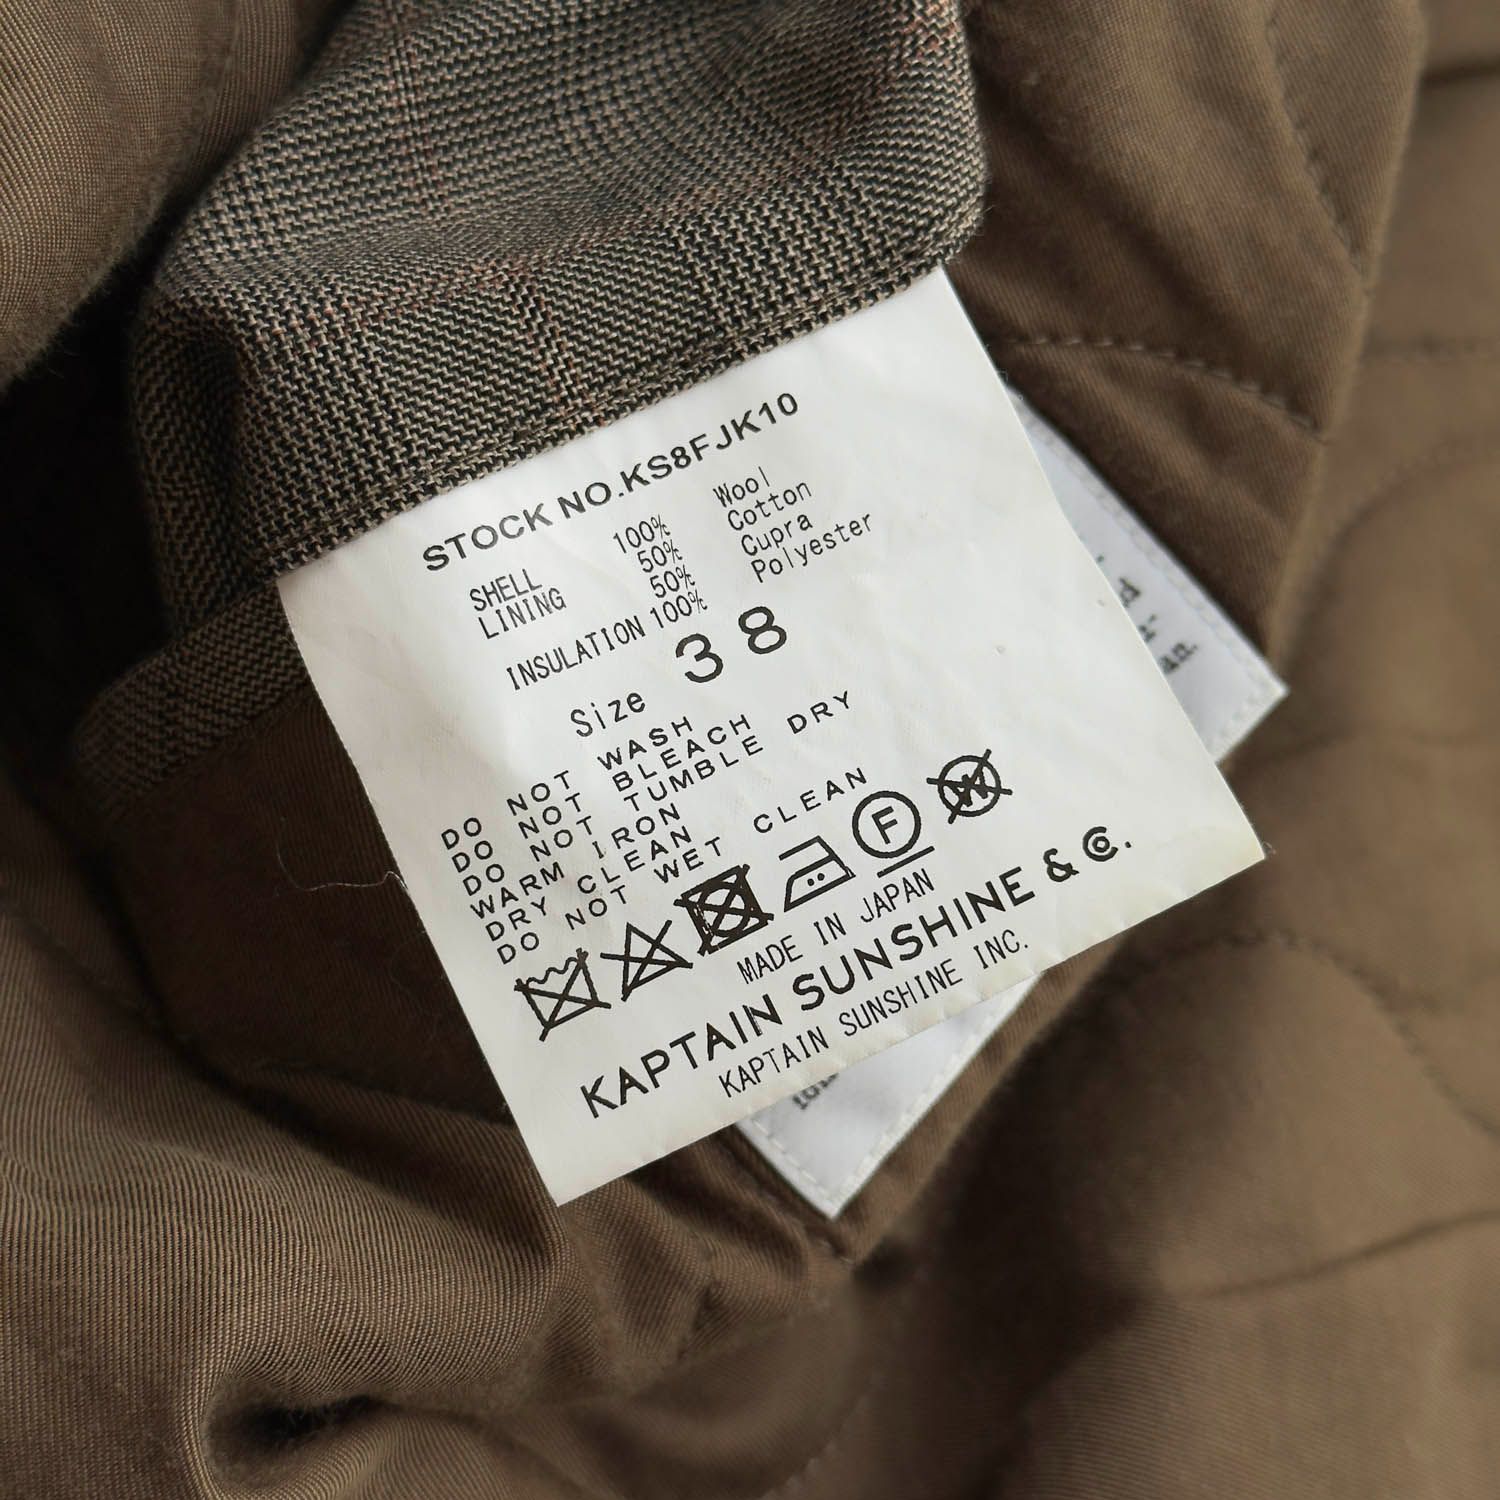 STOCK NO.KS8FJK10
SHELL 100% Wool
LINING 50% Cotton
50% Cupra
INSULATION 100% Polyester
Size 38
DO NOT WASH
DO NOT BLEACH
DO NOT TUMBLE DRY
WARM IRON
DRY CLEAN
DO NOT WET CLEAN
F W
MADE IN JAPAN
KAPTAIN SUNSHINE & Co.
KAPTAIN SUNSHINE INC.